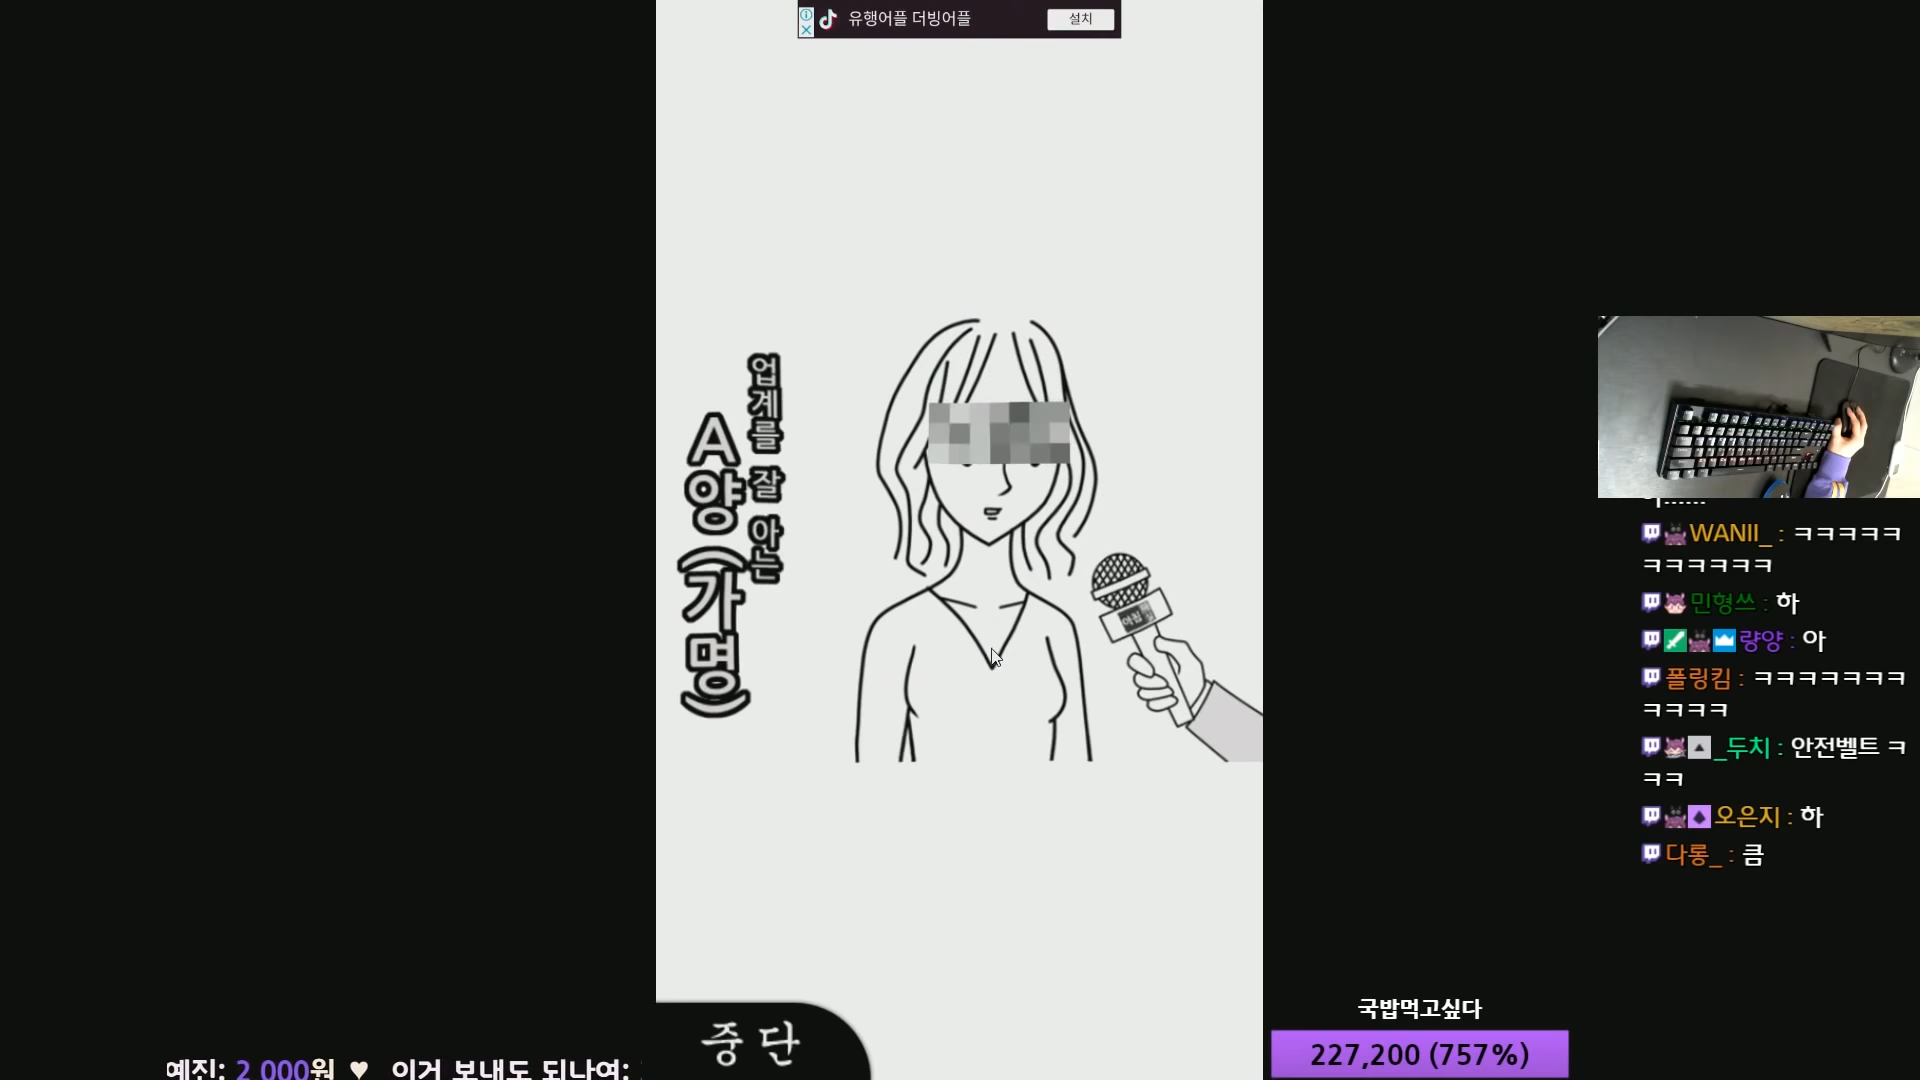 유행어플 더빙어플
설치
업계를 잘 아는
A양(가명)
아침
중단
예진: 2,000원 ♥ 이거 보내도 되나여:
WANII_ : ㅋㅋㅋㅋㅋ
ㅋㅋㅋㅋㅋㅋ
민형쓰 : 하
량양 : 아
폴링킴 : ㅋㅋㅋㅋㅋㅋㅋ
ㅋㅋㅋㅋ
_두치 : 안전벨트 ㅋ
ㅋㅋ
오은지 : 하
다롱_ : 큼
국밥먹고싶다
227,200 (757%)